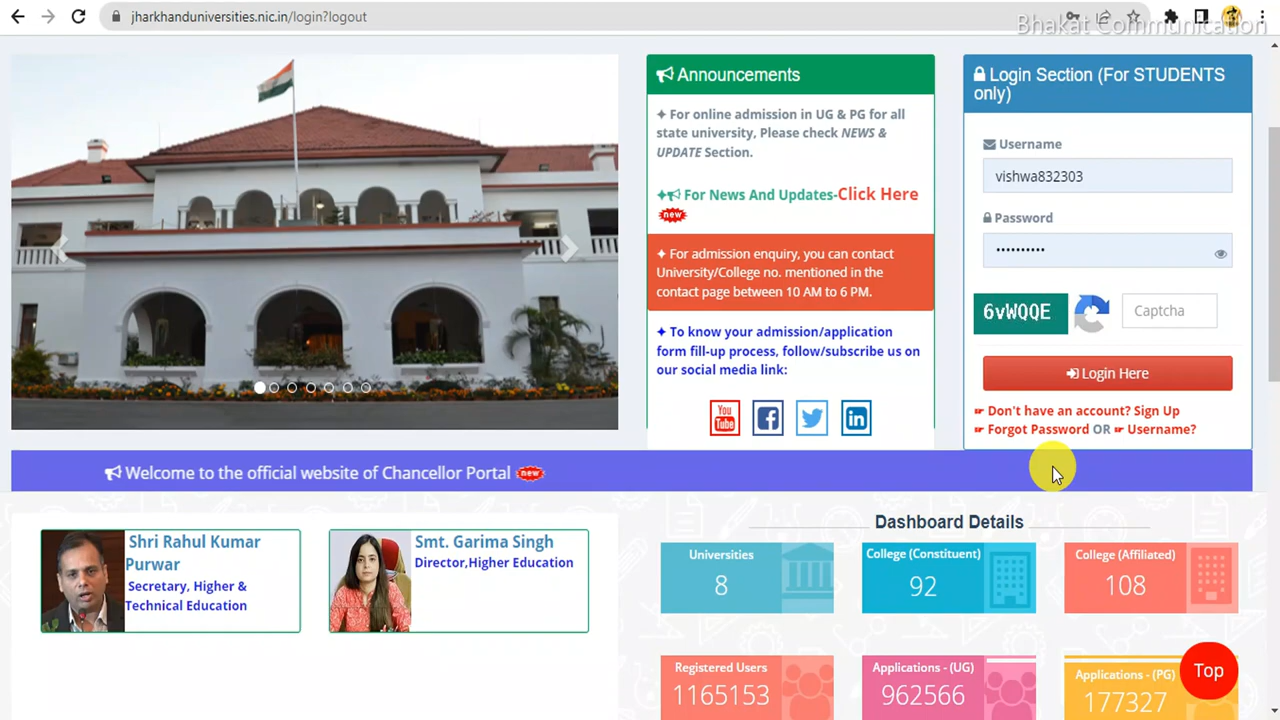 jharkhanduniversities.nic.in/login?logout
Bhakat Communication
Announcements
✦ For online admission in UG & PG for all
state university, Please check NEWS &
UPDATE Section.
✦ For News And Updates-Click Here
new
✦ For admission enquiry, you can contact
University/College no. mentioned in the
contact page between 10 AM to 6 PM.
✦ To know your admission/application
form fill-up process, follow/subscribe us on
our social media link:
You
Tube
Login Section (For STUDENTS
only)
Username
vishwa832303
Password
••••••••••
6vWQQE
Captcha
Login Here
☞ Don't have an account? Sign Up
☞ Forgot Password OR ☞ Username?
Welcome to the official website of Chancellor Portal new
Shri Rahul Kumar
Purwar
Secretary, Higher &
Technical Education
Smt. Garima Singh
Director,Higher Education
Dashboard Details
Universities
8
College (Constituent)
92
College (Affiliated)
108
Registered Users
1165153
Applications - (UG)
962566
Applications - (PG)
177327
Top